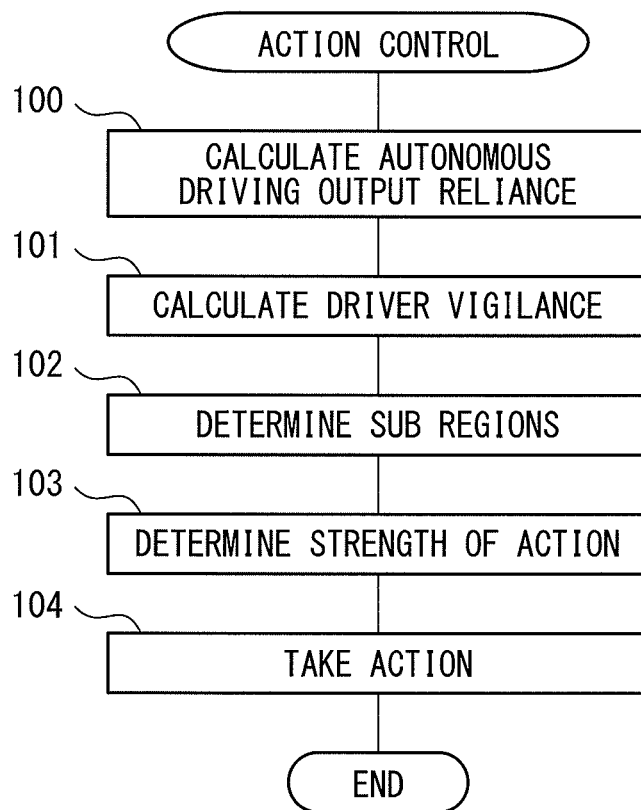 ACTION CONTROL
100
CALCULATE AUTONOMOUS
DRIVING OUTPUT RELIANCE
101
CALCULATE DRIVER VIGILANCE
102
DETERMINE SUB REGIONS
103
DETERMINE STRENGTH OF ACTION
104
TAKE ACTION
END